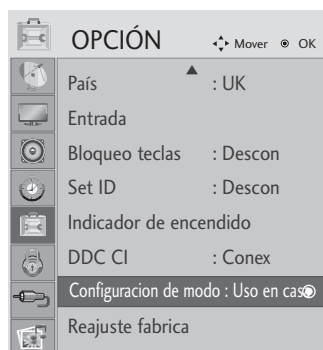 OPCIÓN Mover OK
País : UK
Entrada
Bloqueo teclas : Descon
Set ID : Descon
Indicador de encendido
DDC CI : Conex
Configuracion de modo : Uso en cas
Reajuste fabrica